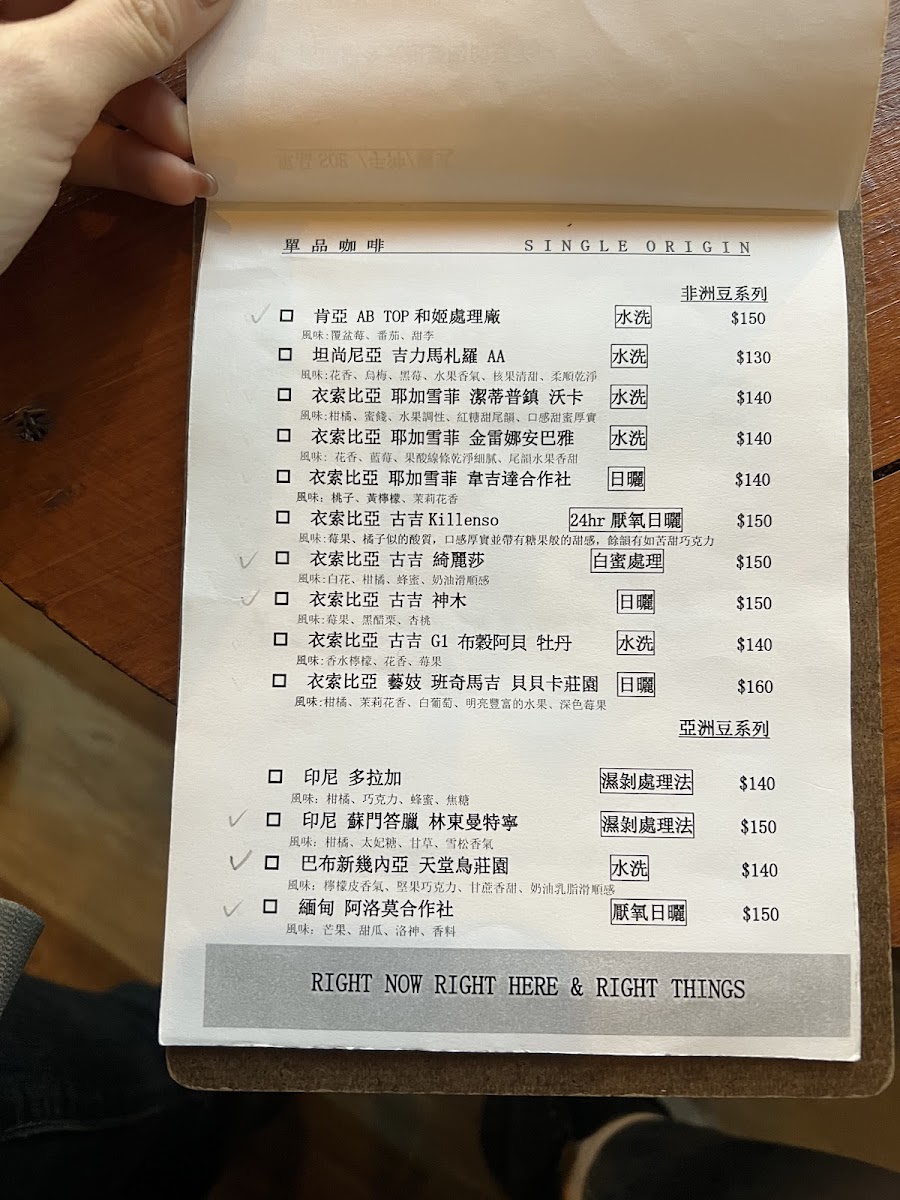 單品咖啡 SINGLE ORIGIN
非洲豆系列
肯亞 AB TOP 和姬處理廠 水洗 $150
風味:覆盆莓、番茄、甜李
坦尚尼亞 吉力馬札羅 AA 水洗 $130
風味:花香、烏梅、黑莓、水果香氣、核果清甜、柔順乾淨
衣索比亞 耶加雪菲 潔蒂普鎮 沃卡 水洗 $140
風味:柑橘、蜜餞、水果調性、紅糖甜尾韻、口感甜蜜厚實
衣索比亞 耶加雪菲 金雷娜安巴雅 水洗 $140
風味: 花香、藍莓、果酸線條乾淨細膩、尾韻水果香甜
衣索比亞 耶加雪菲 韋吉達合作社 日曬 $140
風味: 桃子、黃檸檬、茉莉花香
衣索比亞 古吉 Killenso 24hr 厭氧日曬 $150
風味:莓果、橘子似的酸質，口感厚實並帶有糖果般的甜感，餘韻有如苦甜巧克力
衣索比亞 古吉 綺麗莎 白蜜處理 $150
風味:白花、柑橘、蜂蜜、奶油滑順感
衣索比亞 古吉 神木 日曬 $150
風味:莓果、黑醋栗、杏桃
衣索比亞 古吉 G1 布穀阿貝 牡丹 水洗 $140
風味:香水檸檬、花香、莓果
衣索比亞 藝妓 班奇馬吉 貝貝卡莊園 日曬 $160
風味:柑橘、茉莉花香、白葡萄、明亮豐富的水果、深色莓果
亞洲豆系列
印尼 多拉加 濕剝處理法 $140
風味: 柑橘、巧克力、蜂蜜、焦糖
印尼 蘇門答臘 林東曼特寧 濕剝處理法 $150
風味: 柑橘、太妃糖、甘草、雪松香氣
巴布新幾內亞 天堂鳥莊園 水洗 $140
風味: 檸檬皮香氣、堅果巧克力、甘蔗香甜、奶油乳脂滑順感
緬甸 阿洛莫合作社 厭氧日曬 $150
風味: 芒果、甜瓜、洛神、香料
RIGHT NOW RIGHT HERE & RIGHT THINGS